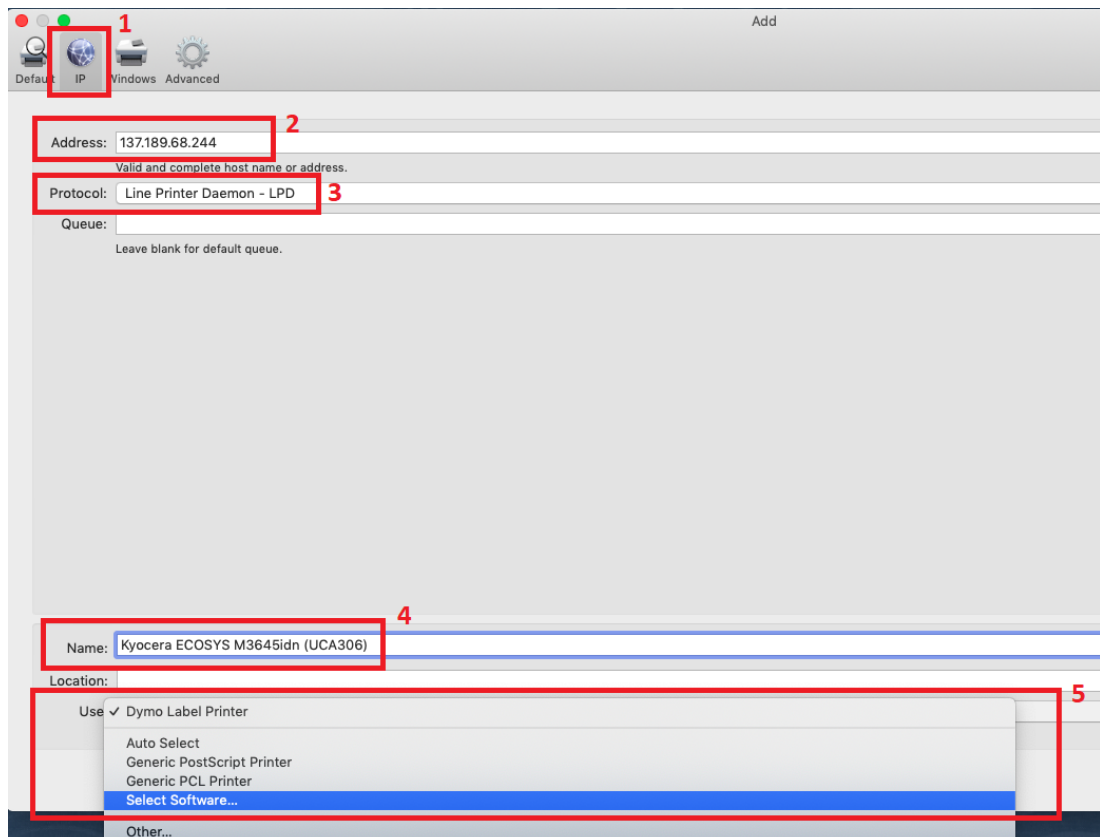 Add
1
Default IP Windows Advanced
2
Address: 137.189.68.244
Valid and complete host name or address.
Protocol: Line Printer Daemon - LPD 3
Queue:
Leave blank for default queue.
4
Name: Kyocera ECOSYS M3645idn (UCA306)
Location:
5
Use ✓ Dymo Label Printer
Auto Select
Generic PostScript Printer
Generic PCL Printer
Select Software...
Other...